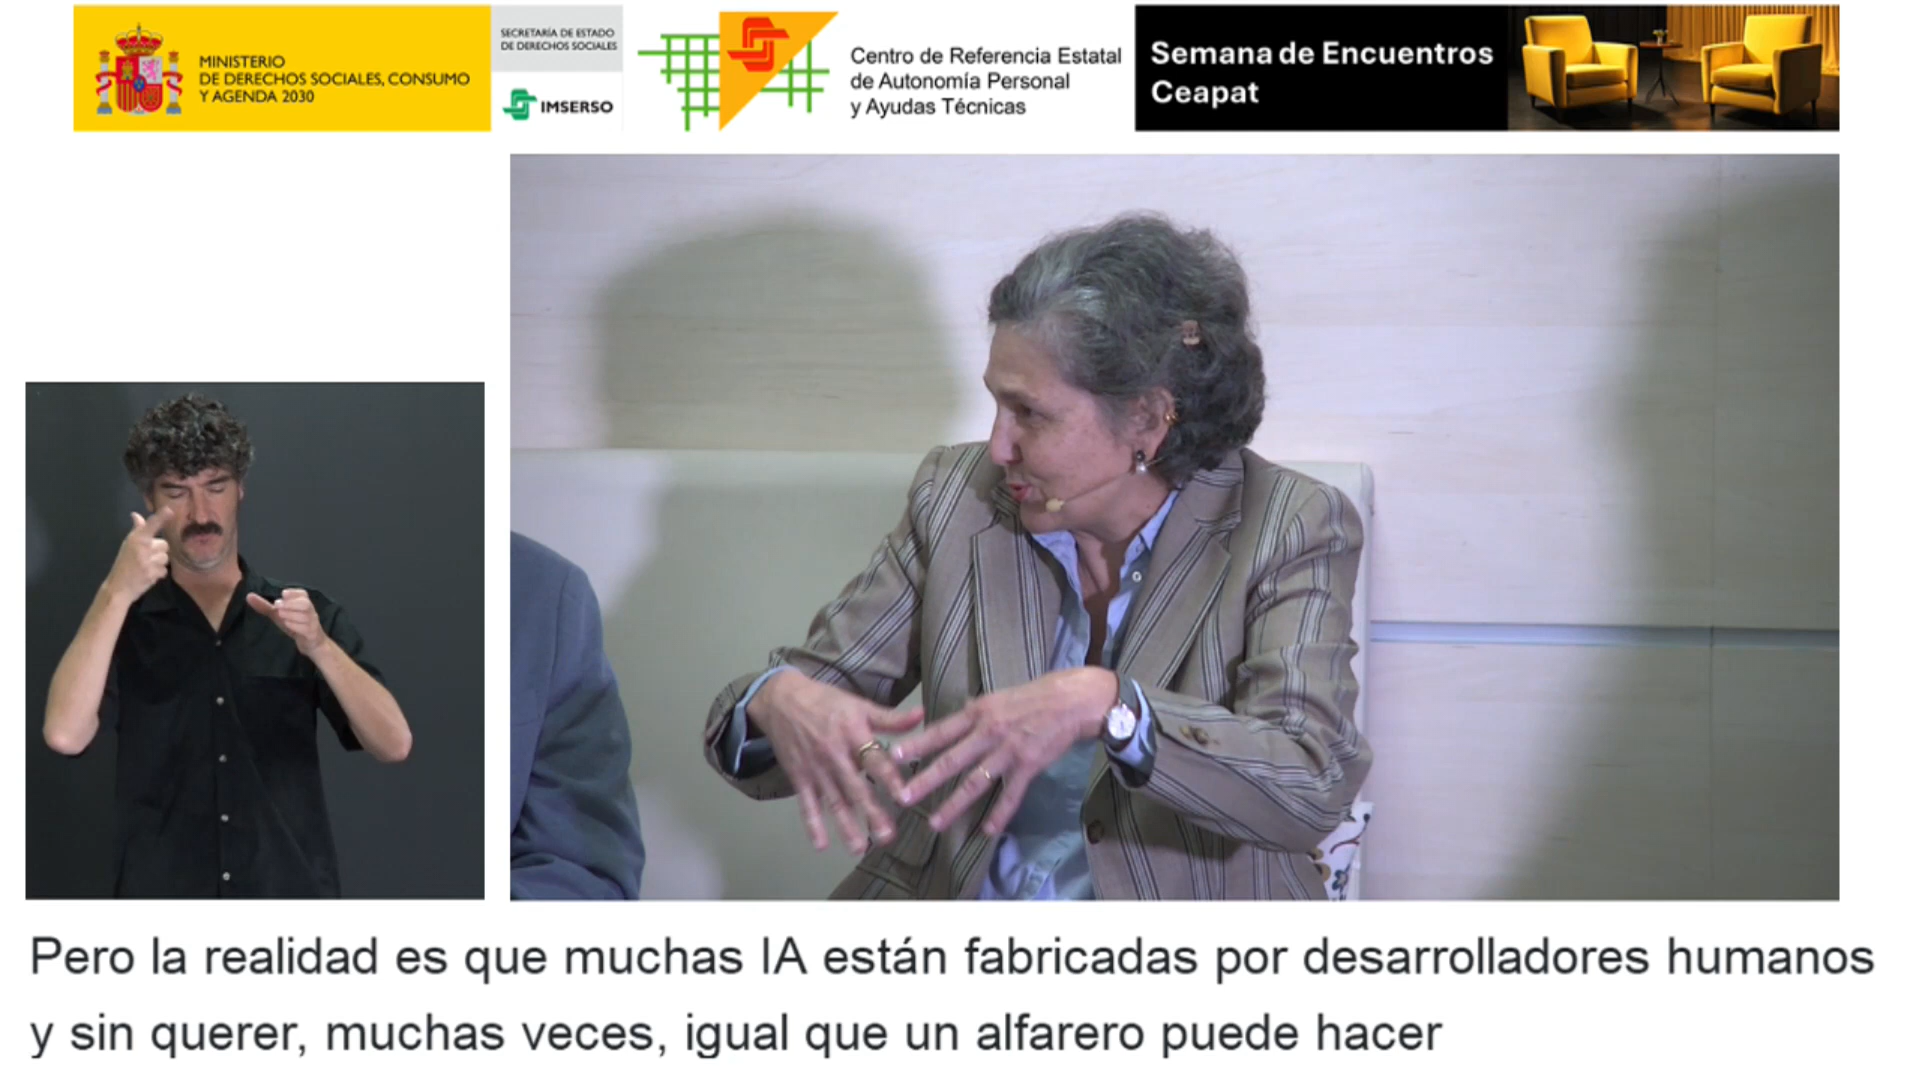 MINISTERIO
DE DERECHOS SOCIALES, CONSUMO
Y AGENDA 2030
SECRETARÍA DE ESTADO
DE DERECHOS SOCIALES
IMSERSO
Centro de Referencia Estatal
de Autonomía Personal
y Ayudas Técnicas
Semana de Encuentros
Ceapat
Pero la realidad es que muchas IA están fabricadas por desarrolladores humanos
y sin querer, muchas veces, igual que un alfarero puede hacer